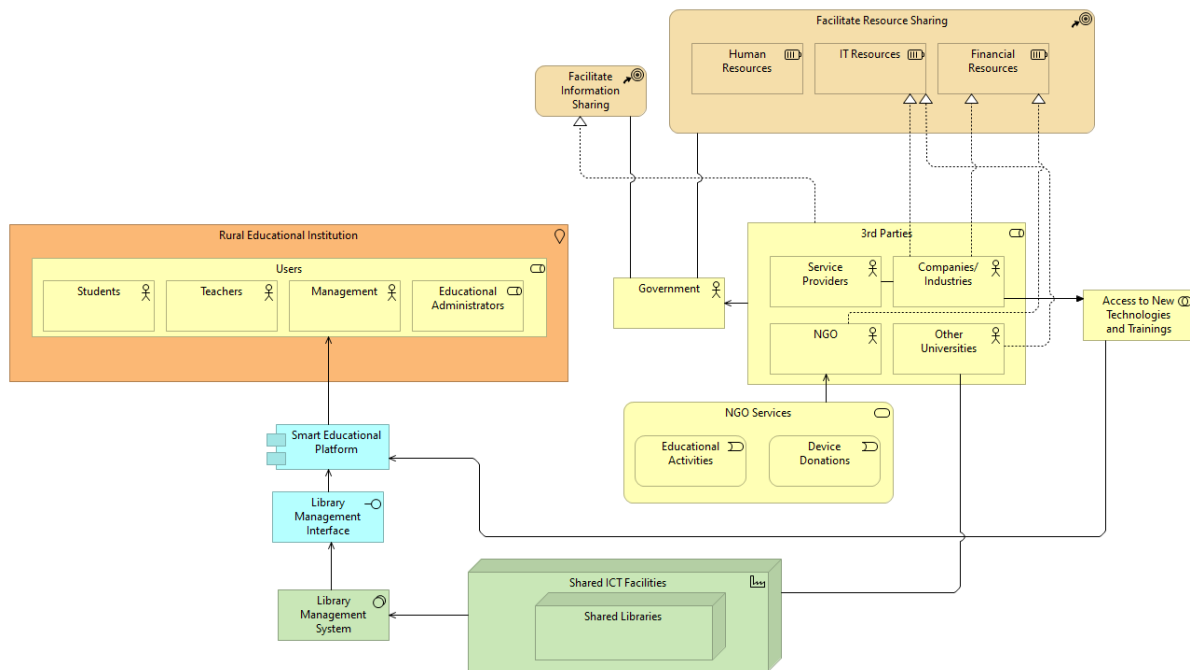 Facilitate Resource Sharing
Human
Resources
IT Resources
Financial
Resources
Facilitate
Information
Sharing
Rural Educational Institution
Users
Students
Teachers
Management
Educational
Administrators
3rd Parties
Service
Providers
Companies/
Industries
Government
NGO
Other
Universities
Access to New
Technologies
and Trainings
NGO Services
Educational
Activities
Device
Donations
Smart Educational
Platform
Library
Management
Interface
Library
Management
System
Shared ICT Facilities
Shared Libraries